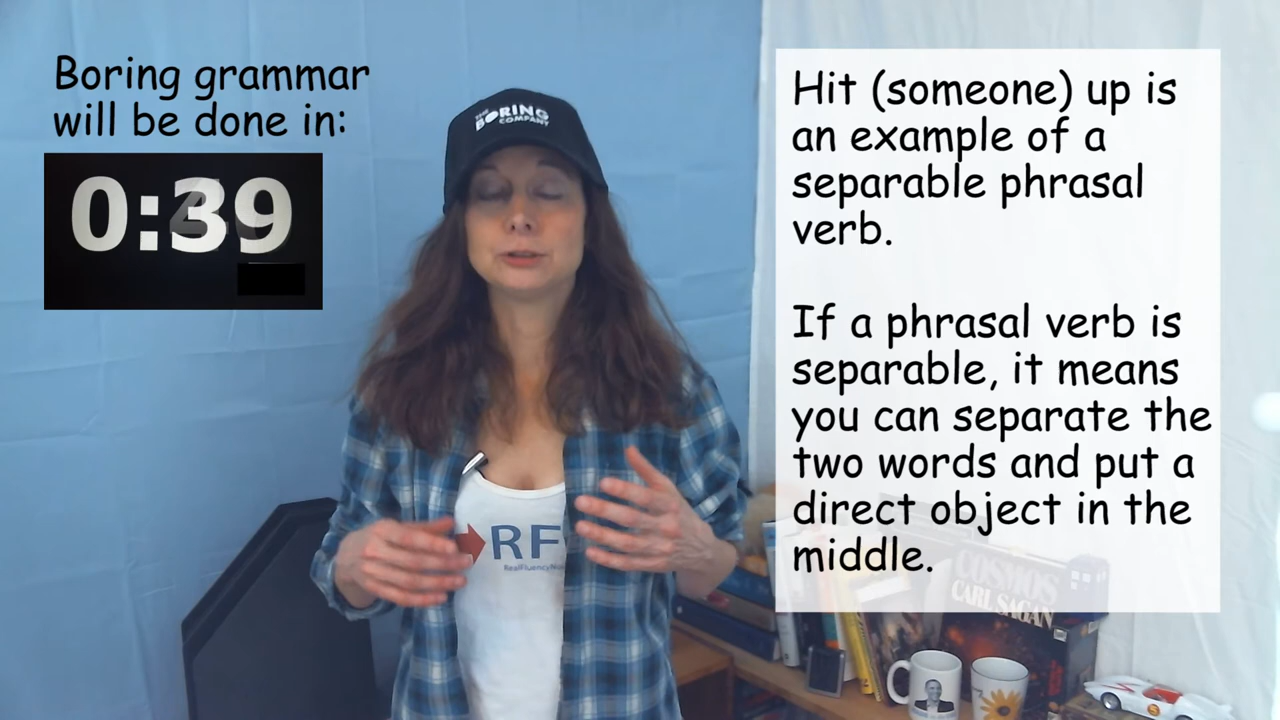 Boring grammar
will be done in:
0:39
THE
BORING
COMPANY
Hit (someone) up is
an example of a
separable phrasal
verb.
If a phrasal verb is
separable, it means
you can separate the
two words and put a
direct object in the
middle.
RF
COSMOS
CARL SAGAN